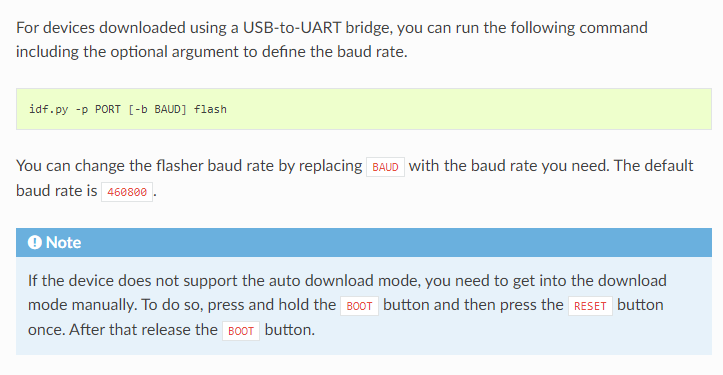 For devices downloaded using a USB-to-UART bridge, you can run the following command
including the optional argument to define the baud rate.
idf.py -p PORT [-b BAUD] flash
You can change the flasher baud rate by replacing BAUD with the baud rate you need. The default
baud rate is 460800 .
Note
If the device does not support the auto download mode, you need to get into the download
mode manually. To do so, press and hold the BOOT button and then press the RESET button
once. After that release the BOOT button.